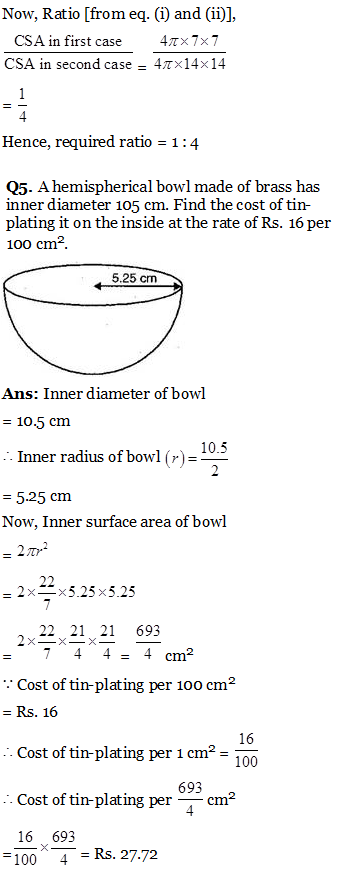 Now, Ratio [from eq. (i) and (ii)],
CSA in first case / CSA in second case = 4π×7×7 / 4π×14×14
= 1/4
Hence, required ratio = 1 : 4
Q5. A hemispherical bowl made of brass has
inner diameter 105 cm. Find the cost of tin-
plating it on the inside at the rate of Rs. 16 per
100 cm².
5.25 cm
Ans: Inner diameter of bowl
= 10.5 cm
∴ Inner radius of bowl (r) = 10.5/2
= 5.25 cm
Now, Inner surface area of bowl
= 2πr²
= 2×22/7×5.25×5.25
= 2×22/7×21/4×21/4 = 693/4 cm²
∵ Cost of tin-plating per 100 cm²
= Rs. 16
∴ Cost of tin-plating per 1 cm² = 16/100
∴ Cost of tin-plating per 693/4 cm²
= 16/100 × 693/4 = Rs. 27.72